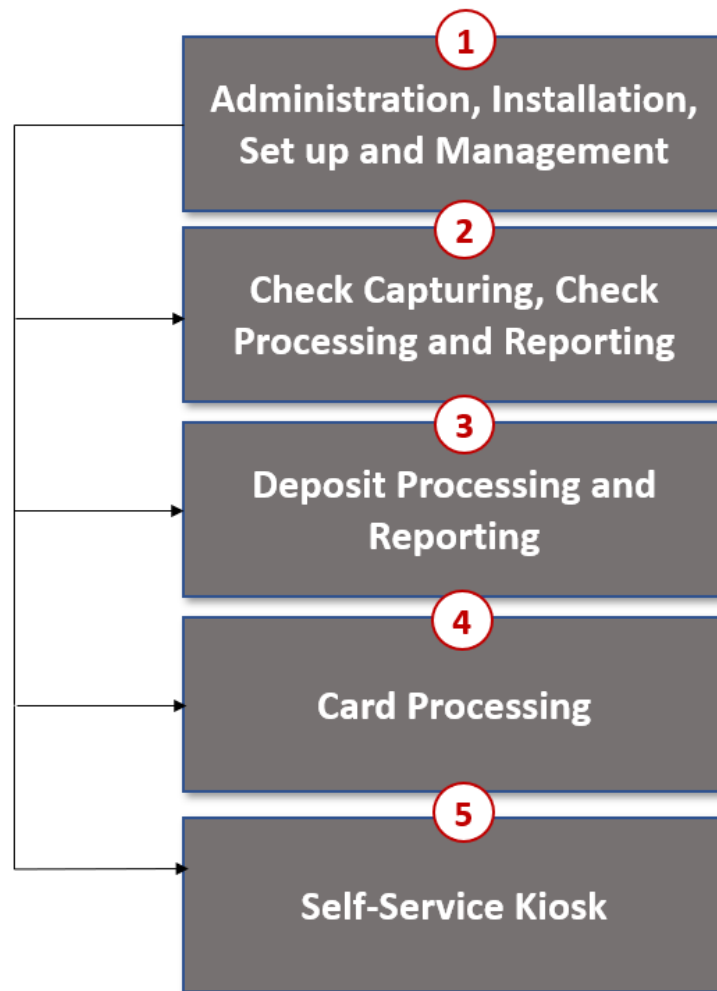 1
Administration, Installation,
Set up and Management
2
Check Capturing, Check
Processing and Reporting
3
Deposit Processing and
Reporting
4
Card Processing
5
Self-Service Kiosk